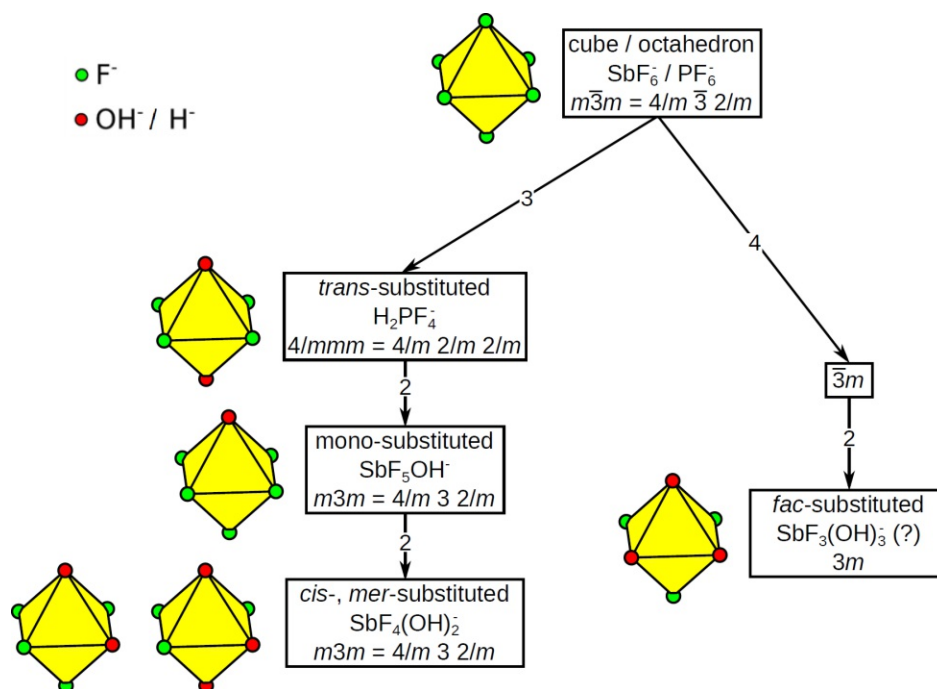 F⁻
OH⁻ / H⁻
cube / octahedron
SbF₆⁻ / PF₆⁻
m3̅m = 4/m 3̅ 2/m
3
4
trans-substituted
H₂PF₄⁻
4/mmm = 4/m 2/m 2/m
2
3̅m
2
mono-substituted
SbF₅OH⁻
m3m = 4/m 3 2/m
2
fac-substituted
SbF₃(OH)₃⁻ (?)
3m
cis-, mer-substituted
SbF₄(OH)₂⁻
m3m = 4/m 3 2/m